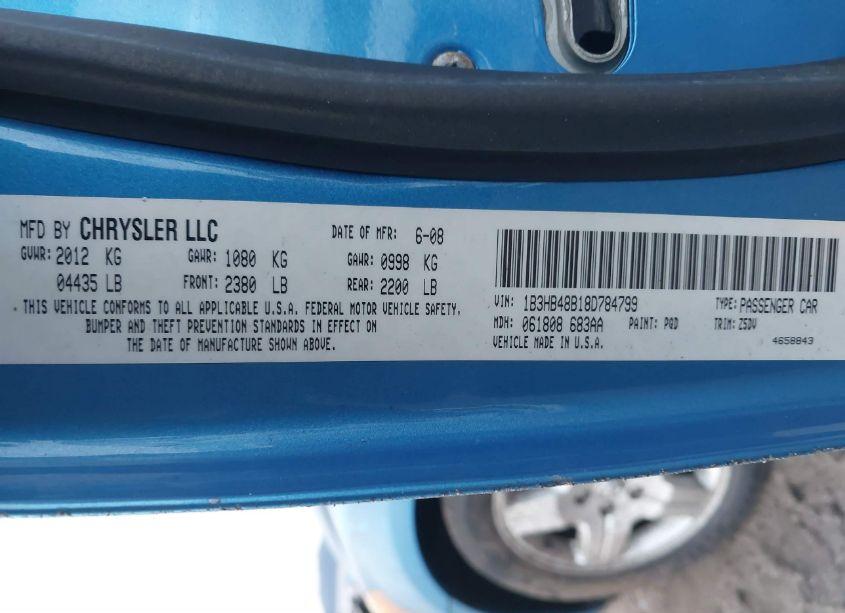 MFD BY CHRYSLER LLC DATE OF MFR: 6-08
GVWR: 2012 KG GAWR: 1080 KG GAWR: 0998 KG
04435 LB FRONT: 2380 LB REAR: 2200 LB
THIS VEHICLE CONFORMS TO ALL APPLICABLE U.S.A. FEDERAL MOTOR VEHICLE SAFETY,
BUMPER AND THEFT PREVENTION STANDARDS IN EFFECT ON
THE DATE OF MANUFACTURE SHOWN ABOVE.
VIN: 1B3HB48B18D784799 TYPE: PASSENGER CAR
MDH: 061808 683AA PAINT: PQD TRIM: Z5DV
VEHICLE MADE IN U.S.A. 4658843